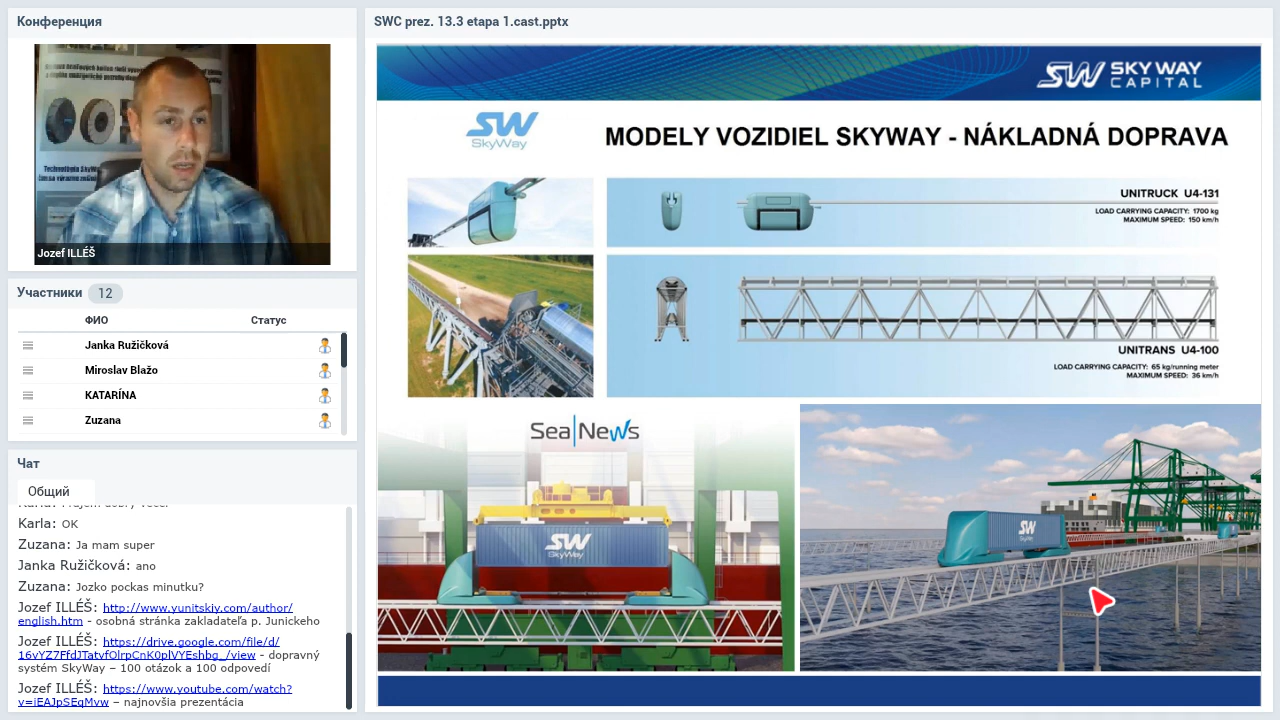 Конференция
Jozef ILLÉŠ
Участники 12
ФИО Статус
Janka Ružičková
Miroslav Blažo
KATARÍNA
Zuzana
Чат
Общий
Karla: OK
Zuzana: Ja mam super
Janka Ružičková: ano
Zuzana: Jozko pockas minutku?
Jozef ILLÉŠ: http://www.yunitskiy.com/author/
english.htm - osobná stránka zakladateľa p. Junickeho
Jozef ILLÉŠ: https://drive.google.com/file/d/
- dopravný
systém SkyWay – 100 otázok a 100 odpovedí
Jozef ILLÉŠ: https://www.youtube.com/watch?
v=iEAJpSEqMvw – najnovšia prezentácia
SWC prez. 13.3 etapa 1.cast.pptx
SW SKY WAY
CAPITAL
SW
SkyWay
MODELY VOZIDIEL SKYWAY - NÁKLADNÁ DOPRAVA
UNITRUCK U4-131
LOAD CARRYING CAPACITY: 1700 kg
MAXIMUM SPEED: 150 km/h
UNITRANS U4-100
LOAD CARRYING CAPACITY: 65 kg/running meter
MAXIMUM SPEED: 36 km/h
Sea News
SW
SkyWay
SW
SkyWay